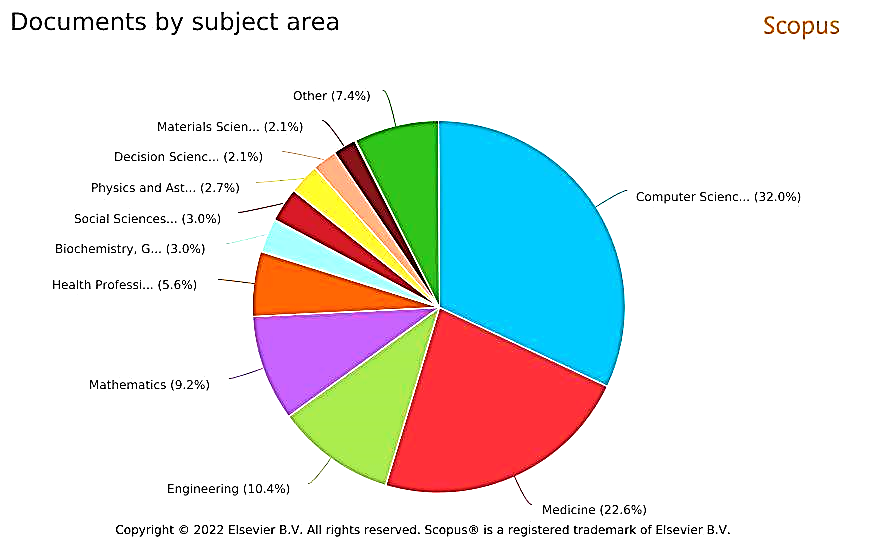 Documents by subject area
Scopus
Other (7.4%)
Materials Scien... (2.1%)
Decision Scienc... (2.1%)
Physics and Ast... (2.7%)
Social Sciences... (3.0%)
Biochemistry, G... (3.0%)
Health Professi... (5.6%)
Mathematics (9.2%)
Engineering (10.4%)
Computer Scienc... (32.0%)
Medicine (22.6%)
Copyright © 2022 Elsevier B.V. All rights reserved. Scopus® is a registered trademark of Elsevier B.V.